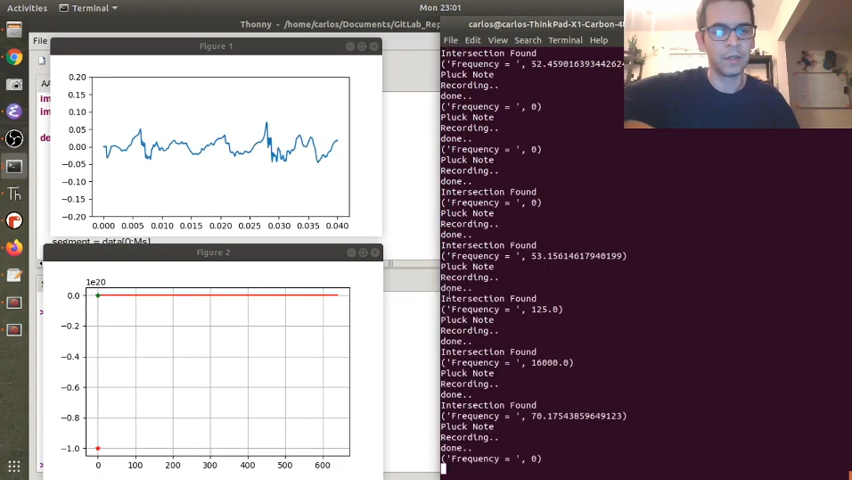 Activities
Terminal ▾
Mon 23:01
Thonny - /home/carlos/Documents/GitLab_Rep
carlos@carlos-ThinkPad-X1-Carbon-4
File
Figure 1
0.20
0.15
0.10
0.05
0.00
−0.05
−0.10
−0.15
−0.20
0.000 0.005 0.010 0.015 0.020 0.025 0.030 0.035 0.040
segment = data[0:Ms]
Figure 2
1e20
0.0
−0.2
−0.4
−0.6
−0.8
−1.0
0 100 200 300 400 500 600
File Edit View Search Terminal Help
Intersection Found
('Frequency = ', 52.4590163934426
Pluck Note
Recording..
done..
('Frequency = ', 0)
Pluck Note
Recording..
done..
('Frequency = ', 0)
Pluck Note
Recording..
done..
Intersection Found
('Frequency = ', 0)
Pluck Note
Recording..
done..
Intersection Found
('Frequency = ', 53.15614617940199)
Pluck Note
Recording..
done..
Intersection Found
('Frequency = ', 125.0)
Pluck Note
Recording..
done..
Intersection Found
('Frequency = ', 16000.0)
Pluck Note
Recording..
done..
Intersection Found
('Frequency = ', 70.17543859649123)
Pluck Note
Recording..
done..
('Frequency = ', 0)